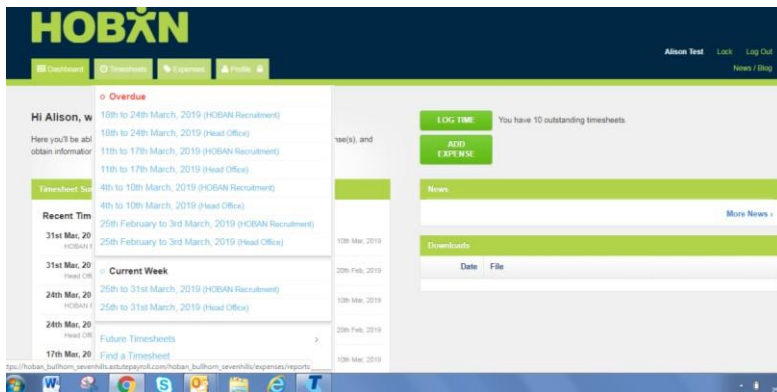 HOBAN
Alison Test Lock Log Out
News / Blog
Dashboard Timesheets Expenses Profile
Overdue
18th to 24th March, 2019 (HOBAN Recruitment)
18th to 24th March, 2019 (Head Office)
11th to 17th March, 2019 (HOBAN Recruitment)
11th to 17th March, 2019 (Head Office)
4th to 10th March, 2019 (HOBAN Recruitment)
4th to 10th March, 2019 (Head Office)
25th February to 3rd March, 2019 (HOBAN Recruitment)
25th February to 3rd March, 2019 (Head Office)
Current Week
25th to 31st March, 2019 (HOBAN Recruitment)
25th to 31st March, 2019 (Head Office)
Future Timesheets >
Find a Timesheet
Hi Alison, w
Here you'll be abl
nse(s), and
obtain information
Timesheet Su
Recent Tim
31st Mar, 20
HOBAN R
10th Mar, 2019
31st Mar, 20
Head Off
20th Feb, 2019
24th Mar, 20
HOBAN R
10th Mar, 2019
24th Mar, 20
Head Off
20th Feb, 2019
17th Mar, 20
10th Mar, 2019
LOG TIME You have 10 outstanding timesheets.
ADD
EXPENSE
News
More News ›
Downloads
Date File
tps://hoban_bullhorn_sevenhills.astutepayroll.com/hoban_bullhorn_sevenhills/expenses/reports